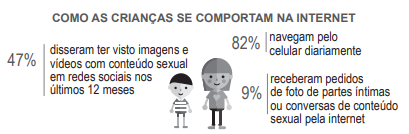 COMO AS CRIANÇAS SE COMPORTAM NA INTERNET
47%
disseram ter visto imagens e
vídeos com conteúdo sexual
em redes sociais nos
últimos 12 meses
82%
navegam pelo
celular diariamente
9%
receberam pedidos
de foto de partes íntimas
ou conversas de conteúdo
sexual pela internet